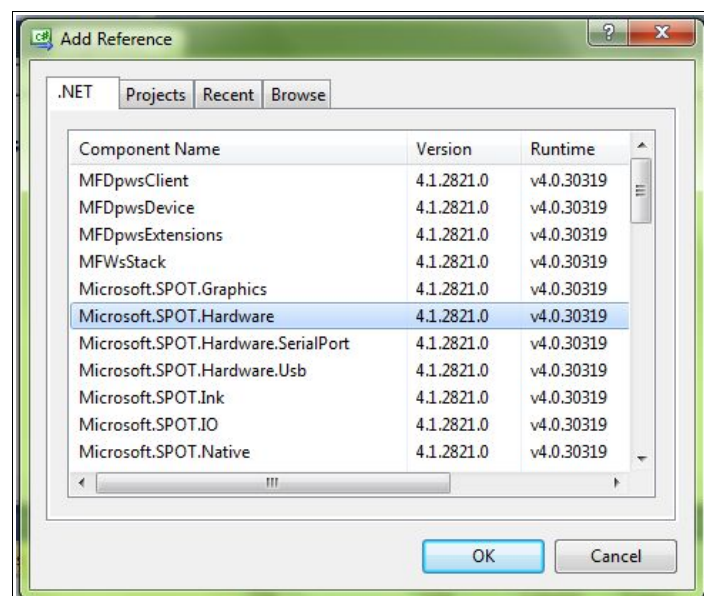 Add Reference
.NET Projects Recent Browse
Component Name Version Runtime
MFDpwsClient 4.1.2821.0 v4.0.30319
MFDpwsDevice 4.1.2821.0 v4.0.30319
MFDpwsExtensions 4.1.2821.0 v4.0.30319
MFWsStack 4.1.2821.0 v4.0.30319
Microsoft.SPOT.Graphics 4.1.2821.0 v4.0.30319
Microsoft.SPOT.Hardware 4.1.2821.0 v4.0.30319
Microsoft.SPOT.Hardware.SerialPort 4.1.2821.0 v4.0.30319
Microsoft.SPOT.Hardware.Usb 4.1.2821.0 v4.0.30319
Microsoft.SPOT.Ink 4.1.2821.0 v4.0.30319
Microsoft.SPOT.IO 4.1.2821.0 v4.0.30319
Microsoft.SPOT.Native 4.1.2821.0 v4.0.30319
OK Cancel